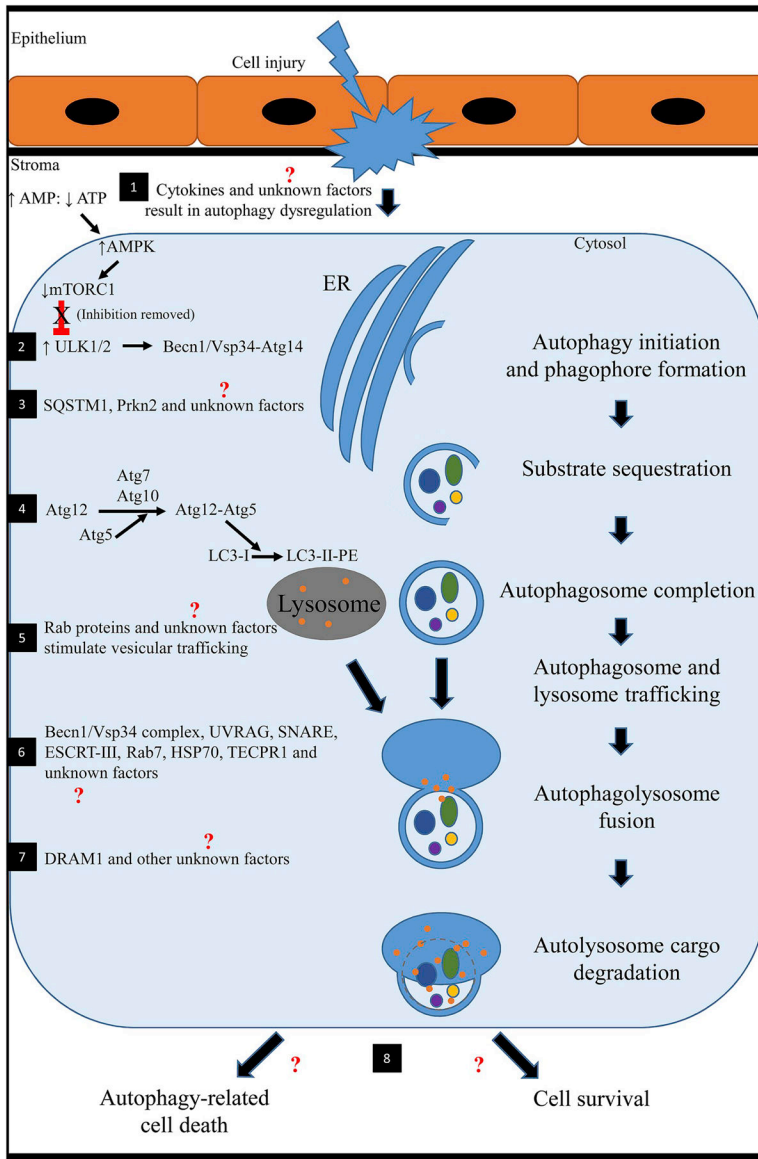 Epithelium
Cell injury
Stroma
?
1
Cytokines and unknown factors
result in autophagy dysregulation
↑ AMP: ↓ ATP
↑AMPK
Cytosol
ER
↓mTORC1
X (Inhibition removed)
2
↑ ULK1/2
Becn1/Vsp34-Atg14
Autophagy initiation
and phagophore formation
?
3
SQSTM1, Prkn2 and unknown factors
Substrate sequestration
Atg7
Atg10
4
Atg12
Atg12-Atg5
Atg5
LC3-I
LC3-II-PE
Lysosome
Autophagosome completion
?
5
Rab proteins and unknown factors
stimulate vesicular trafficking
Autophagosome and
lysosome trafficking
6
Becn1/Vsp34 complex, UVRAG, SNARE,
ESCRT-III, Rab7, HSP70, TECPR1 and
unknown factors
?
Autophagolysosome
fusion
?
7
DRAM1 and other unknown factors
Autolysosome cargo
degradation
?
8
?
Autophagy-related
cell death
Cell survival